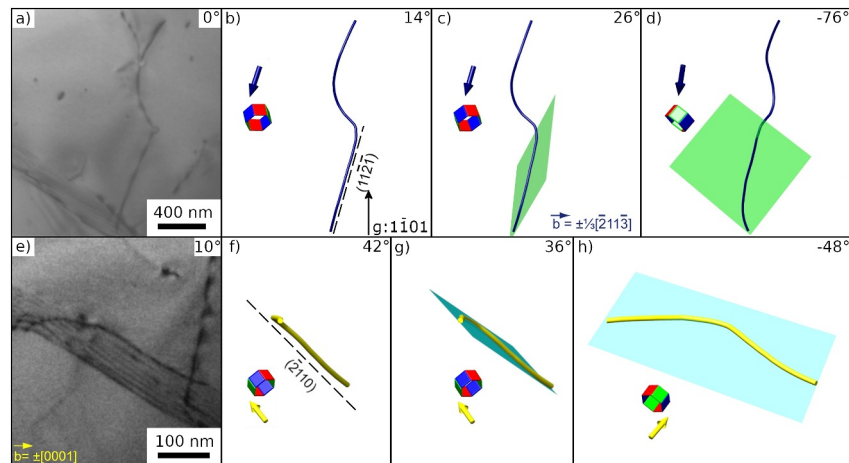 a)
0°
400 nm
b)
14°
(112̄1̄)
g:11̄01
c)
26°
b = ±⅓[2̄113̄]
d)
-76°
e)
10°
b= ±[0001]
100 nm
f)
42°
(2̄110)
g)
36°
h)
-48°